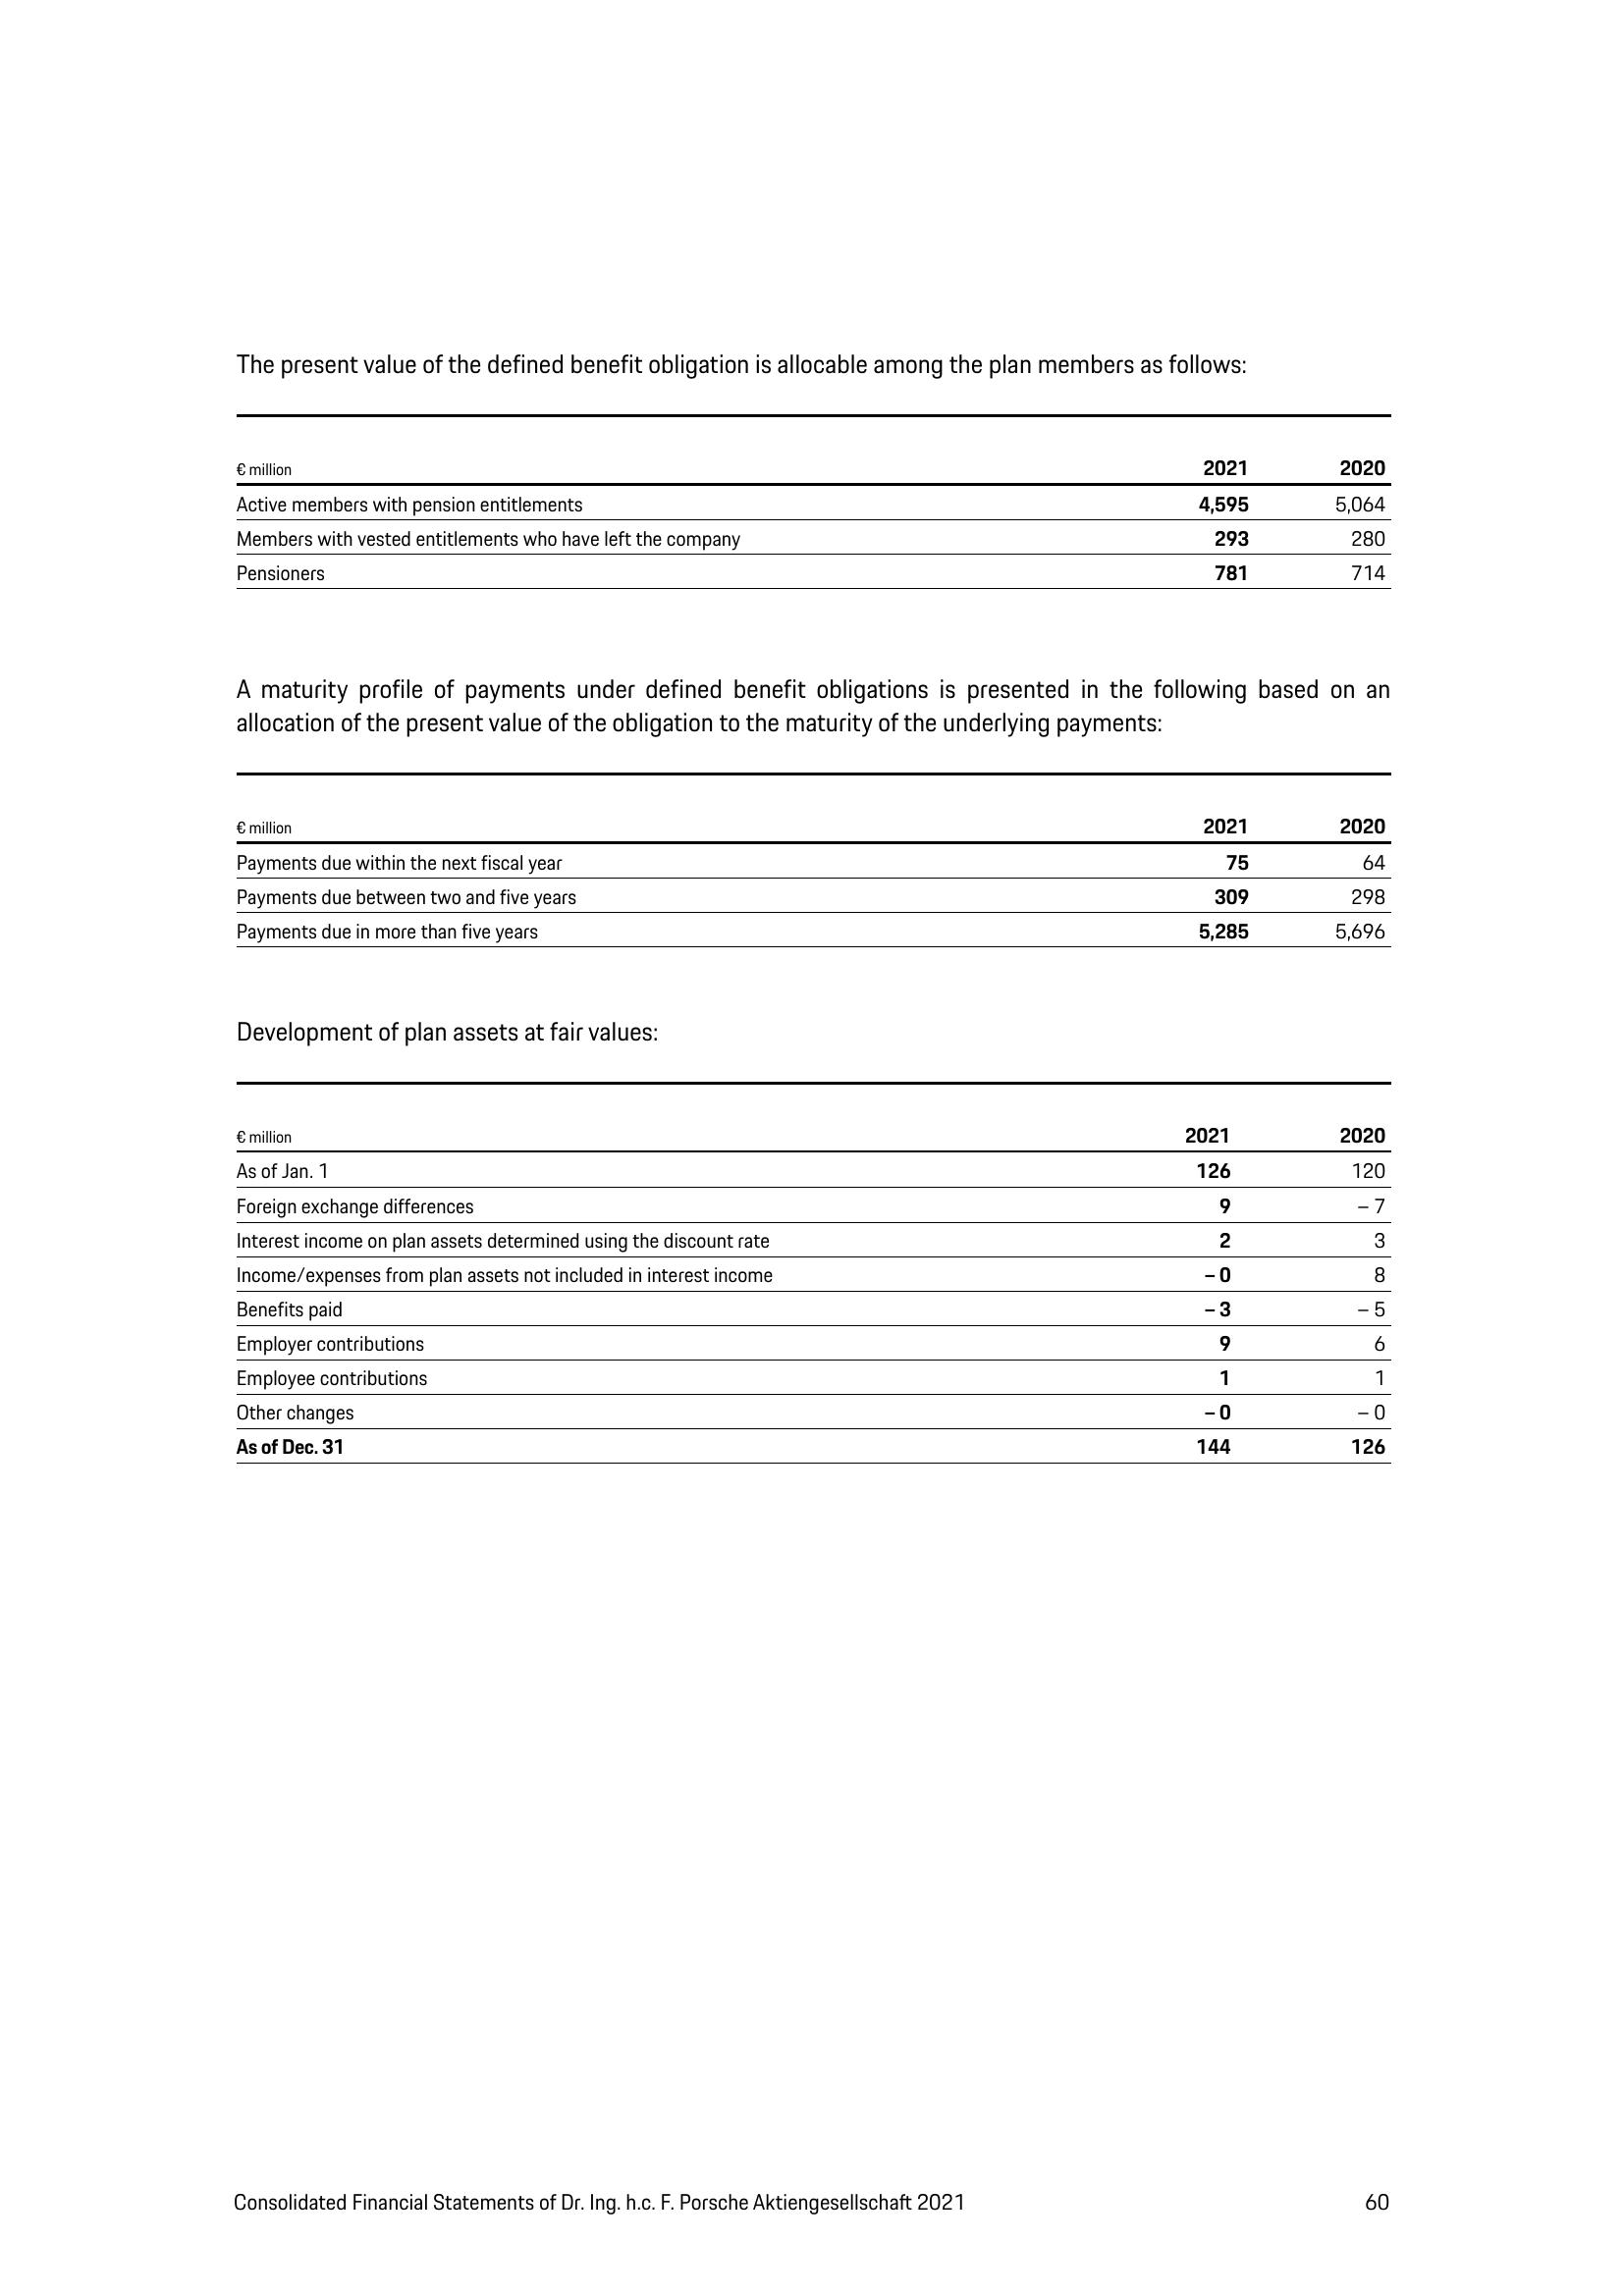 The present value of the defined benefit obligation is allocable among the plan members as follows:
€ million 2021 2020
Active members with pension entitlements 4,595 5,064
Members with vested entitlements who have left the company 293 280
Pensioners 781 714
A maturity profile of payments under defined benefit obligations is presented in the following based on an
allocation of the present value of the obligation to the maturity of the underlying payments:
€ million 2021 2020
Payments due within the next fiscal year 75 64
Payments due between two and five years 309 298
Payments due in more than five years 5,285 5,696
Development of plan assets at fair values:
€ million 2021 2020
As of Jan. 1 126 120
Foreign exchange differences 9 – 7
Interest income on plan assets determined using the discount rate 2 3
Income/expenses from plan assets not included in interest income – 0 8
Benefits paid – 3 – 5
Employer contributions 9 6
Employee contributions 1 1
Other changes – 0 – 0
As of Dec. 31 144 126
Consolidated Financial Statements of Dr. Ing. h.c. F. Porsche Aktiengesellschaft 2021 60